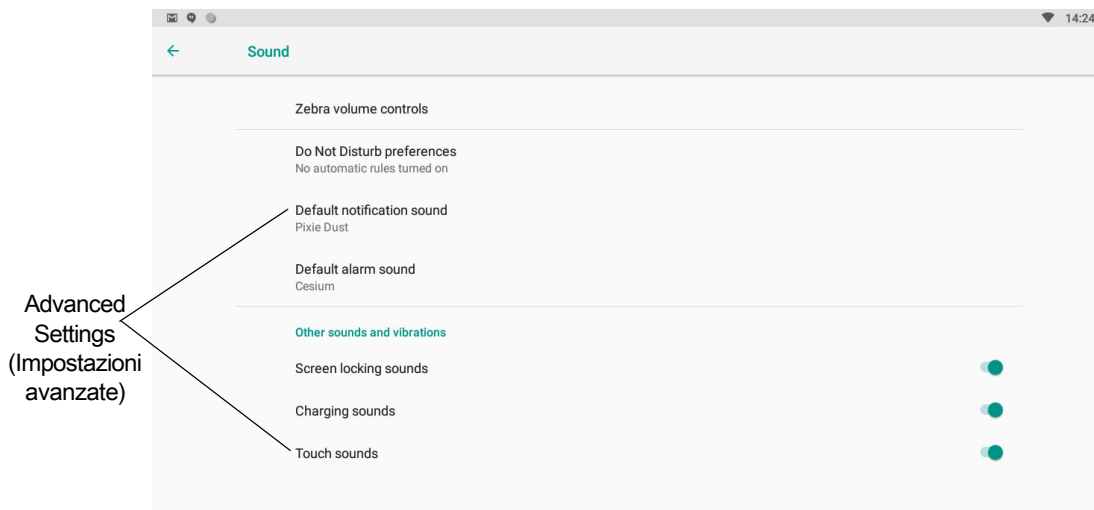 14:24
Sound
Zebra volume controls
Do Not Disturb preferences
No automatic rules turned on
Default notification sound
Pixie Dust
Default alarm sound
Cesium
Advanced
Settings
(Impostazioni
avanzate)
Other sounds and vibrations
Screen locking sounds
Charging sounds
Touch sounds